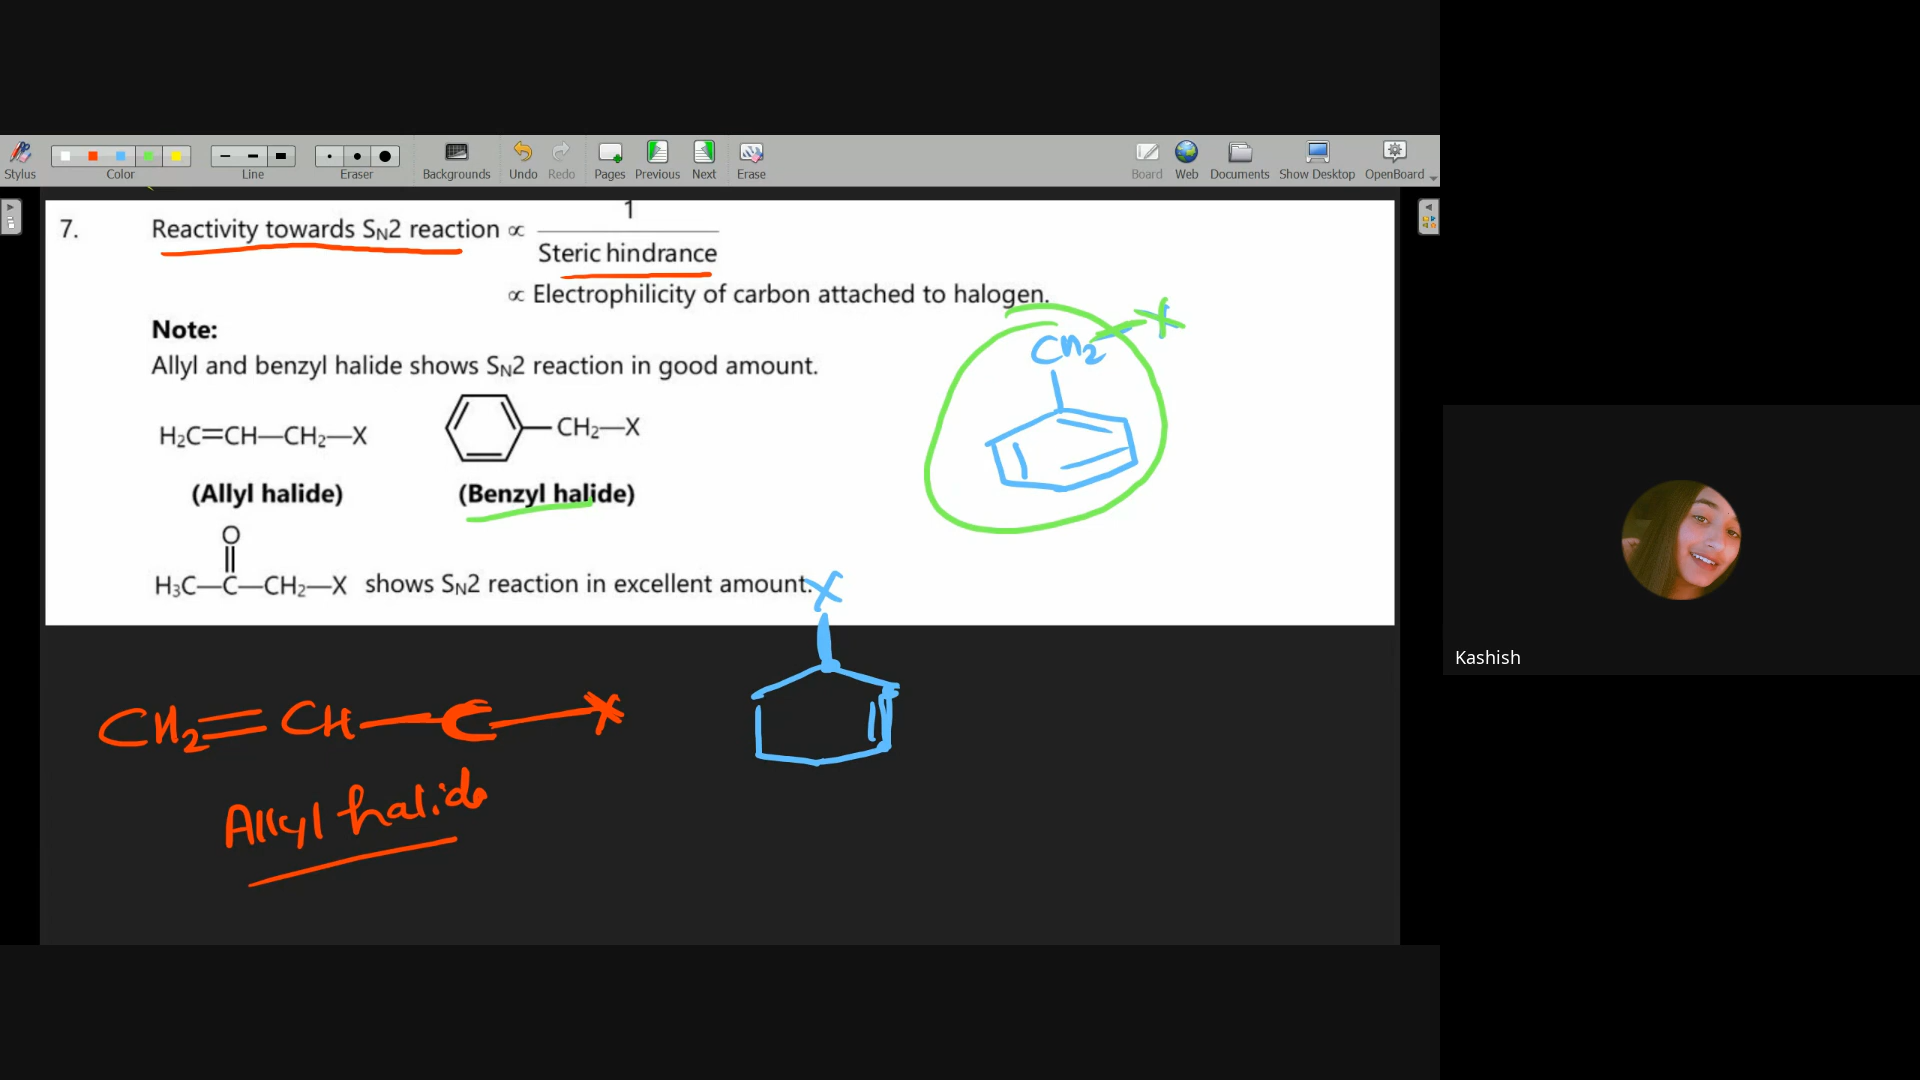 Stylus Color Line Eraser Backgrounds Undo Redo Pages Previous Next Erase Board Web Documents Show Desktop OpenBoard
7. Reactivity towards SN2 reaction ∝ 1
Steric hindrance
∝ Electrophilicity of carbon attached to halogen.
Note:
Allyl and benzyl halide shows SN2 reaction in good amount.
H2C=CH—CH2—X
CH2—X
CH2 X
(Allyl halide) (Benzyl halide)
O
H3C—C—CH2—X shows SN2 reaction in excellent amount.
X
CH2=CH—C—X
Allyl halide
Kashish